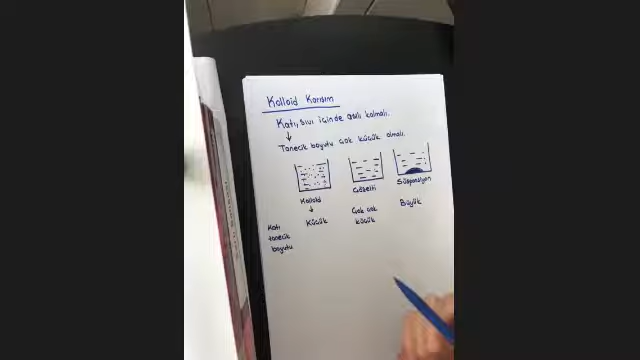 Kolloid Karışım
Katı, sıvı içinde asılı kalmalı.
Tanecik boyutu çok küçük olmalı.
Kolloid Çözelti Süspansiyon
Katı tanecik boyutu
Küçük
Çok çok küçük
Büyük